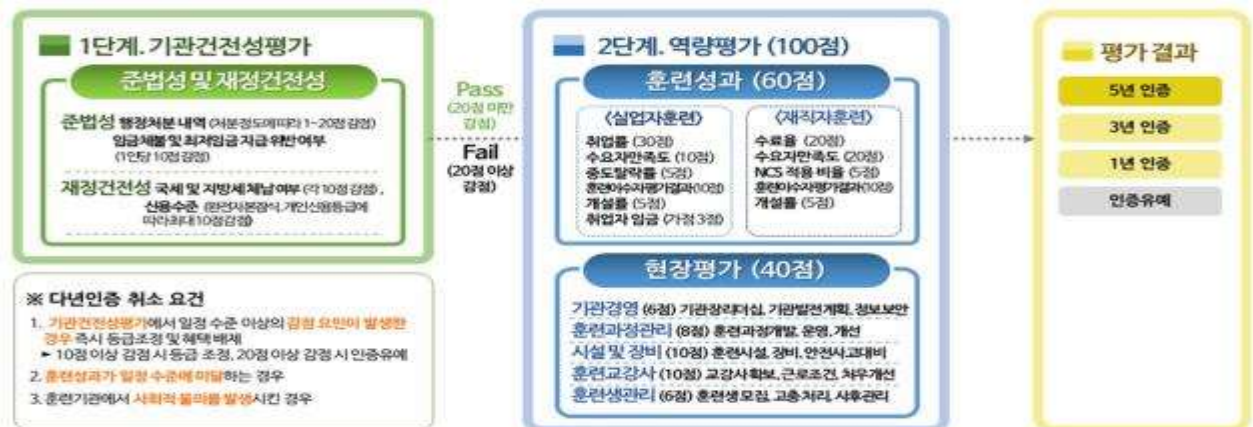 1단계. 기관건전성평가
준법성 및 재정건전성
준법성 행정처분 내역 (처분정도에 따라 1~20점 감점)
임금체불 및 최저임금 지급 위반 여부
(1인당 10점 감점)
재정건전성 국세 및 지방세 체납 여부 (각 10점 감점),
신용수준 (완전자본잠식, 개인신용등급에
따라 최대 10점 감점)
※ 다년인증 취소 요건
1. 기관건전성평가에서 일정 수준 이상의 감점 요인이 발생한
경우 즉시 등급조정 및 혜택 배제
► 10점 이상 감점 시 등급 조정, 20점 이상 감점 시 인증유예
2. 훈련성과가 일정 수준에 미달하는 경우
3. 훈련기관에서 사회적 물의를 발생시킨 경우
Pass
(20점 미만
감점)
Fail
(20점 이상
감점)
2단계. 역량평가 (100점)
훈련성과 (60점)
〈실업자훈련〉
취업률 (30점)
수요자만족도 (10점)
중도탈락률 (5점)
훈련이수자평가결과(10점)
개설률 (5점)
취업자 임금 (가점 3점)
〈재직자훈련〉
수료율 (20점)
수요자만족도 (20점)
NCS 적용 비율 (5점)
훈련이수자평가결과(10점)
개설률 (5점)
현장평가 (40점)
기관경영 (6점) 기관장리더십, 기관발전계획, 정보보안
훈련과정관리 (8점) 훈련과정개발, 운영, 개선
시설 및 장비 (10점) 훈련시설, 장비, 안전사고대비
훈련교강사 (10점) 교강사확보, 근로조건, 처우개선
훈련생관리 (6점) 훈련생 모집, 고충 처리, 사후관리
평가 결과
5년 인증
3년 인증
1년 인증
인증유예